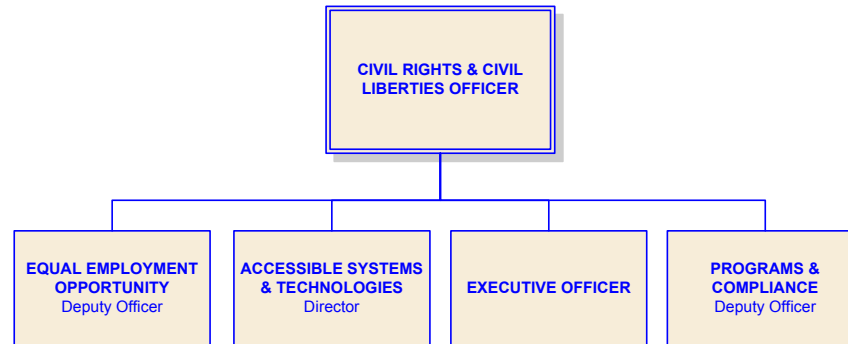 CIVIL RIGHTS & CIVIL
LIBERTIES OFFICER
EQUAL EMPLOYMENT
OPPORTUNITY
Deputy Officer
ACCESSIBLE SYSTEMS
& TECHNOLOGIES
Director
EXECUTIVE OFFICER
PROGRAMS &
COMPLIANCE
Deputy Officer